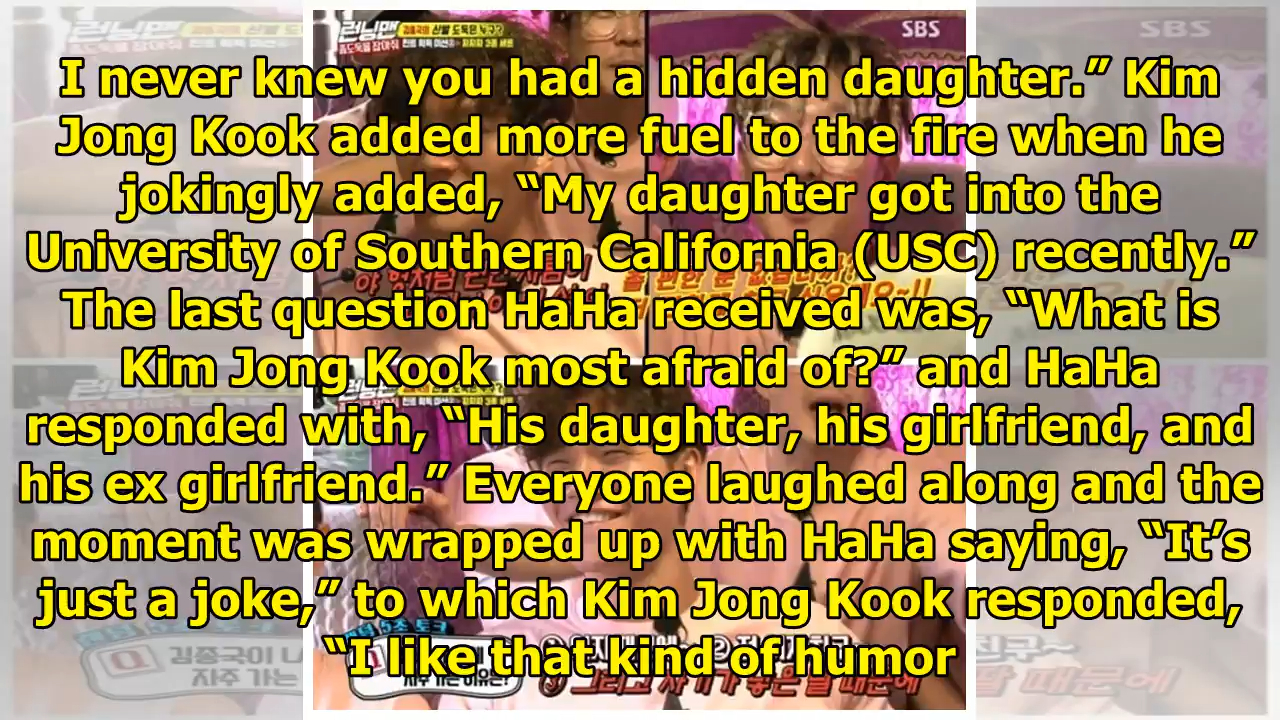 런닝맨
SBS
I never knew you had a hidden daughter.” Kim
Jong Kook added more fuel to the fire when he
jokingly added, “My daughter got into the
University of Southern California (USC) recently.”
The last question HaHa received was, “What is
Kim Jong Kook most afraid of?” and HaHa
responded with, “His daughter, his girlfriend, and
his ex girlfriend.” Everyone laughed along and the
moment was wrapped up with HaHa saying, “It’s
just a joke,” to which Kim Jong Kook responded,
“I like that kind of humor